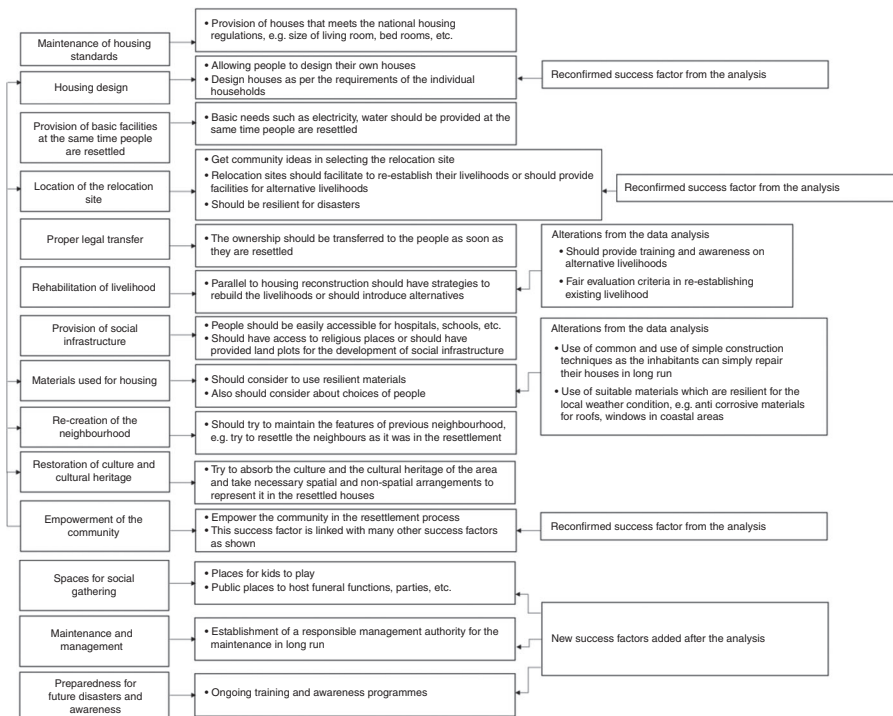 Maintenance of housing
standards
• Provision of houses that meets the national housing
regulations, e.g. size of living room, bed rooms, etc.
Housing design
• Allowing people to design their own houses
• Design houses as per the requirements of the individual
households
Reconfirmed success factor from the analysis
Provision of basic facilities
at the same time people
are resettled
• Basic needs such as electricity, water should be provided at the
same time people are resettled
Location of the relocation
site
• Get community ideas in selecting the relocation site
• Relocation sites should facilitate to re-establish their livelihoods or should provide
facilities for alternative livelihoods
• Should be resilient for disasters
Reconfirmed success factor from the analysis
Proper legal transfer
• The ownership should be transferred to the people as soon as
they are resettled
Rehabilitation of livelihood
• Parallel to housing reconstruction should have strategies to
rebuild the livelihoods or should introduce alternatives
Alterations from the data analysis
• Should provide training and awareness on
alternative livelihoods
• Fair evaluation criteria in re-establishing
existing livelihood
Provision of social
infrastructure
• People should be easily accessible for hospitals, schools, etc.
• Should have access to religious places or should have
provided land plots for the development of social infrastructure
Materials used for housing
• Should consider to use resilient materials
• Also should consider about choices of people
Alterations from the data analysis
• Use of common and use of simple construction
techniques as the inhabitants can simply repair
their houses in long run
• Use of suitable materials which are resilient for the
local weather condition, e.g. anti corrosive materials
for roofs, windows in coastal areas
Re-creation of the
neighbourhood
• Should try to maintain the features of previous neighbourhood,
e.g. try to resettle the neighbours as it was in the resettlement
Restoration of culture and
cultural heritage
• Try to absorb the culture and the cultural heritage of the area
and take necessary spatial and non-spatial arrangements to
represent it in the resettled houses
Empowerment of the
community
• Empower the community in the resettlement process
• This success factor is linked with many other success factors
as shown
Reconfirmed success factor from the analysis
Spaces for social
gathering
• Places for kids to play
• Public places to host funeral functions, parties, etc.
Maintenance and
management
• Establishment of a responsible management authority for the
maintenance in long run
New success factors added after the analysis
Preparedness for
future disasters and
awareness
• Ongoing training and awareness programmes